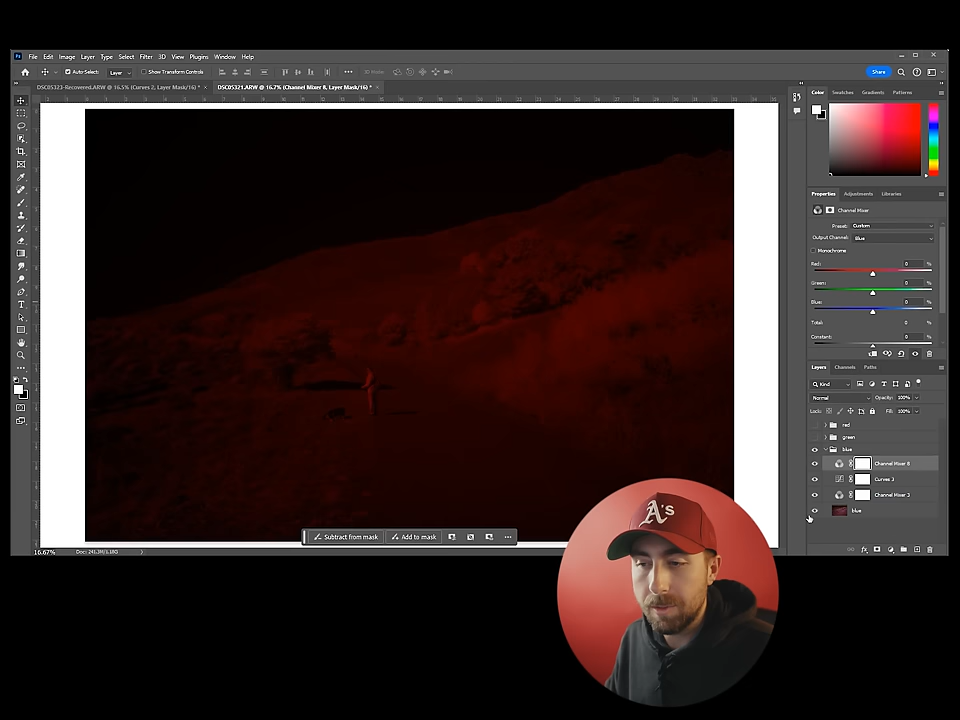 File Edit Image Layer Type Select Filter 3D View Plugins Window Help
Auto-Select: Layer Show Transform Controls ••• 3D Mode Share
DSC05323-Recovered.ARW @ 16.5% (Curves 2, Layer Mask/16) * × DSC05321.ARW @ 16.7% (Channel Mixer 8, Layer Mask/16) * ×
Color Swatches Gradients Patterns
Properties Adjustments Libraries
Channel Mixer
Preset: Custom
Output Channel: Blue
Monochrome
Red: 0 %
Green: 0 %
Blue: 0 %
Total: 0 %
Constant: 0 %
Layers Channels Paths
Kind
Normal Opacity: 100%
Lock: Fill: 100%
red
green
blue
Channel Mixer 8
Curves 3
Channel Mixer 3
blue
Subtract from mask Add to mask •••
16.67%
A's